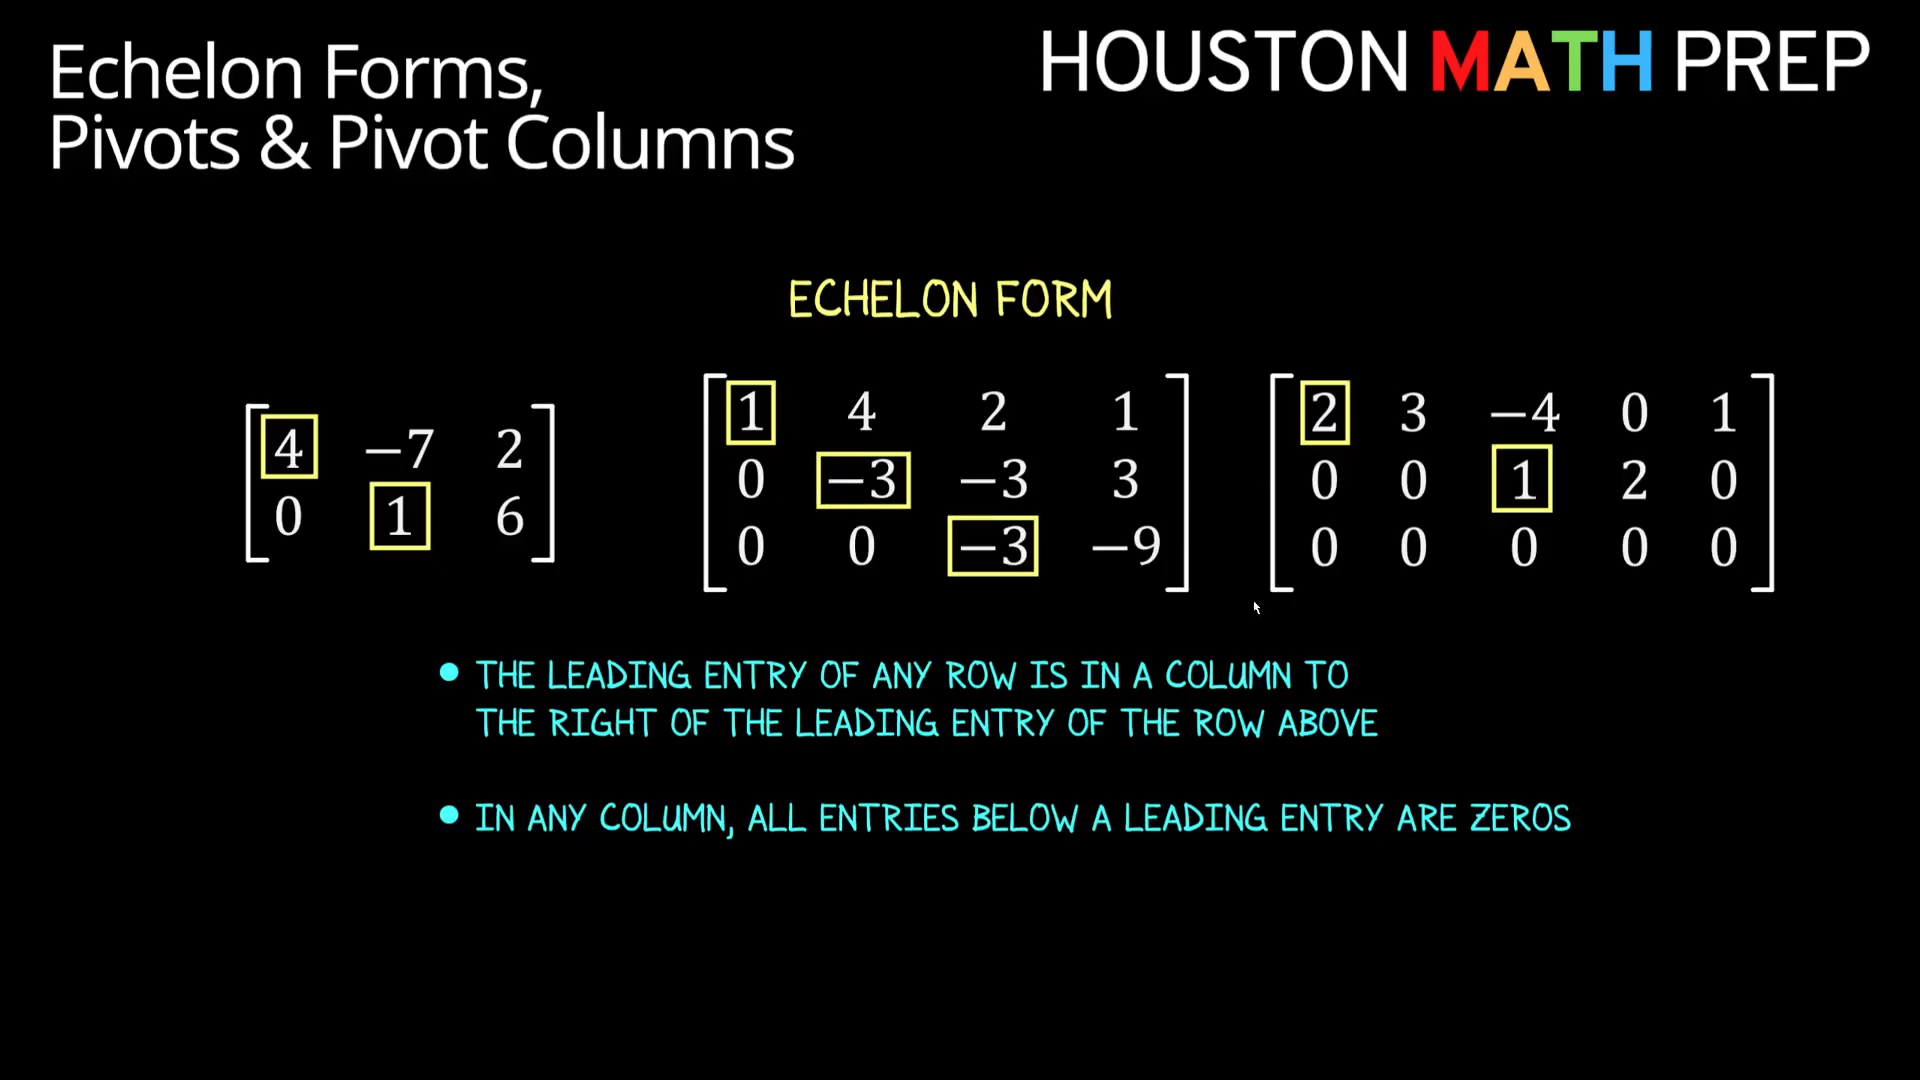 Echelon Forms,
Pivots & Pivot Columns
HOUSTON MATH PREP
ECHELON FORM
4 −7 2
0 1 6
1 4 2 1
0 −3 −3 3
0 0 −3 −9
2 3 −4 0 1
0 0 1 2 0
0 0 0 0 0
• THE LEADING ENTRY OF ANY ROW IS IN A COLUMN TO
THE RIGHT OF THE LEADING ENTRY OF THE ROW ABOVE
• IN ANY COLUMN, ALL ENTRIES BELOW A LEADING ENTRY ARE ZEROS